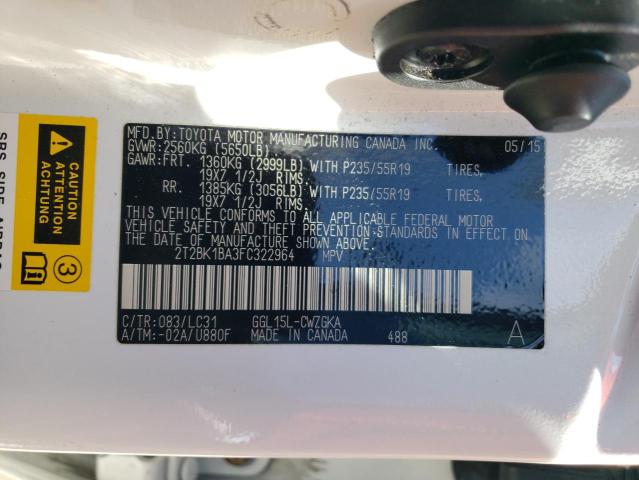 MFD.BY:TOYOTA MOTOR MANUFACTURING CANADA INC. 05/15
GVWR:2560KG (5650LB)
GAWR:FRT. 1360KG (2999LB) WITH P235/55R19 TIRES,
19X7 1/2J RIMS.
RR. 1385KG (3056LB) WITH P235/55R19 TIRES,
19X7 1/2J RIMS.
THIS VEHICLE CONFORMS TO ALL APPLICABLE FEDERAL MOTOR
VEHICLE SAFETY AND THEFT PREVENTION STANDARDS IN EFFECT ON
THE DATE OF MANUFACTURE SHOWN ABOVE.
2T2BK1BA3FC322964 MPV
C/TR:083/LC31 GGL15L-CWZGKA
A/TM:-02A/U880F MADE IN CANADA 488 A
CAUTION
ATTENTION
ACHTUNG
3
SRS SIDE AIRBAG